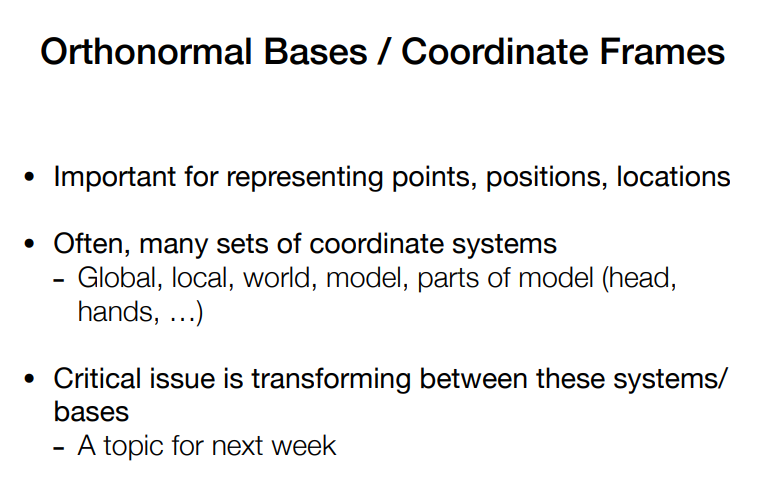 Orthonormal Bases / Coordinate Frames
• Important for representing points, positions, locations
• Often, many sets of coordinate systems
- Global, local, world, model, parts of model (head,
hands, …)
• Critical issue is transforming between these systems/
bases
- A topic for next week